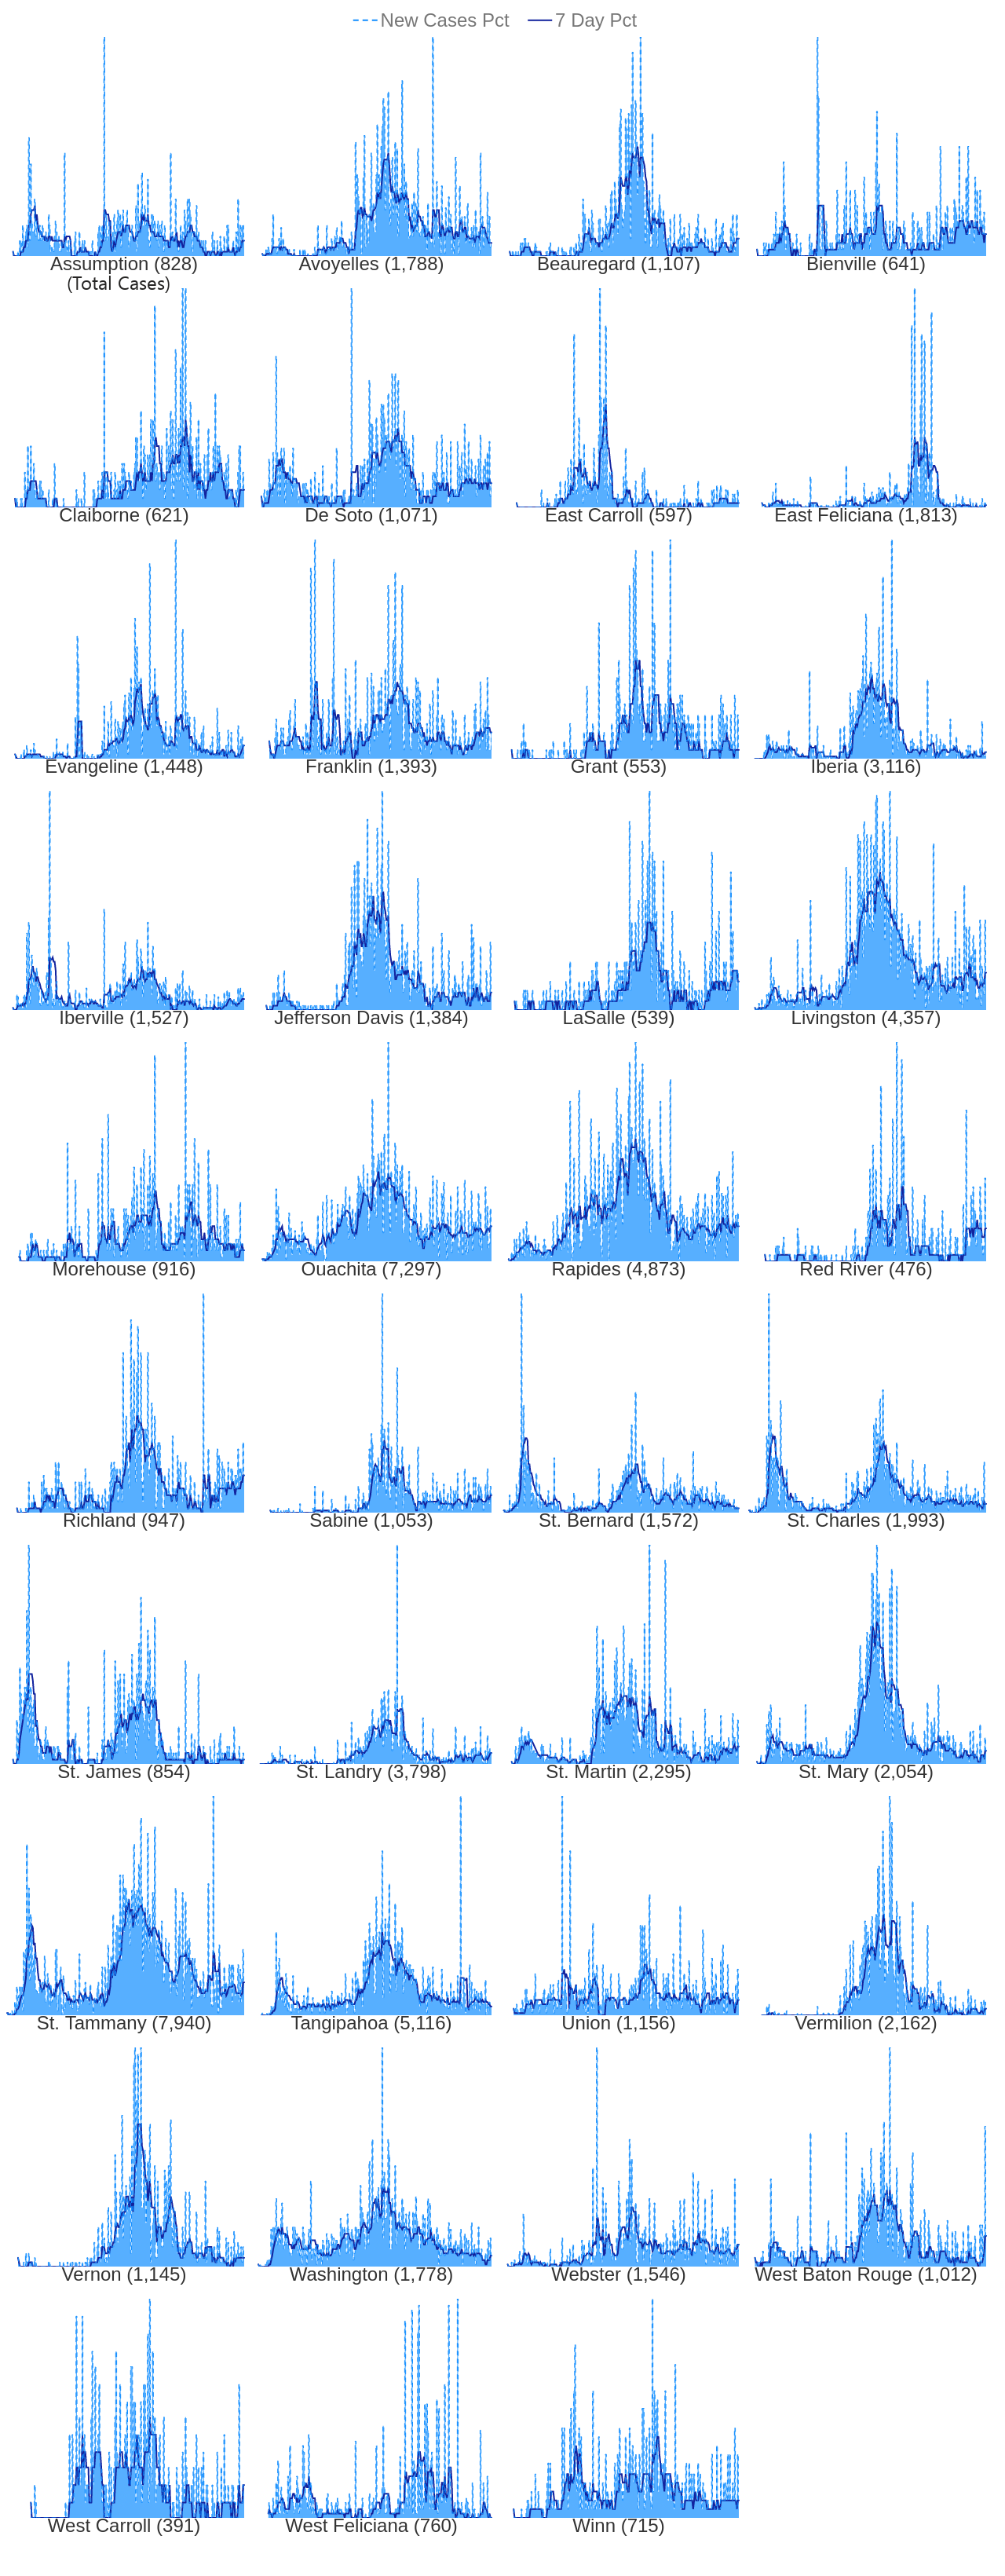 New Cases Pct 7 Day Pct
Assumption (828) Avoyelles (1,788) Beauregard (1,107) Bienville (641)
(Total Cases)
Claiborne (621) De Soto (1,071) East Carroll (597) East Feliciana (1,813)
Evangeline (1,448) Franklin (1,393) Grant (553) Iberia (3,116)
Iberville (1,527) Jefferson Davis (1,384) LaSalle (539) Livingston (4,357)
Morehouse (916) Ouachita (7,297) Rapides (4,873) Red River (476)
Richland (947) Sabine (1,053) St. Bernard (1,572) St. Charles (1,993)
St. James (854) St. Landry (3,798) St. Martin (2,295) St. Mary (2,054)
St. Tammany (7,940) Tangipahoa (5,116) Union (1,156) Vermilion (2,162)
Vernon (1,145) Washington (1,778) Webster (1,546) West Baton Rouge (1,012)
West Carroll (391) West Feliciana (760) Winn (715)